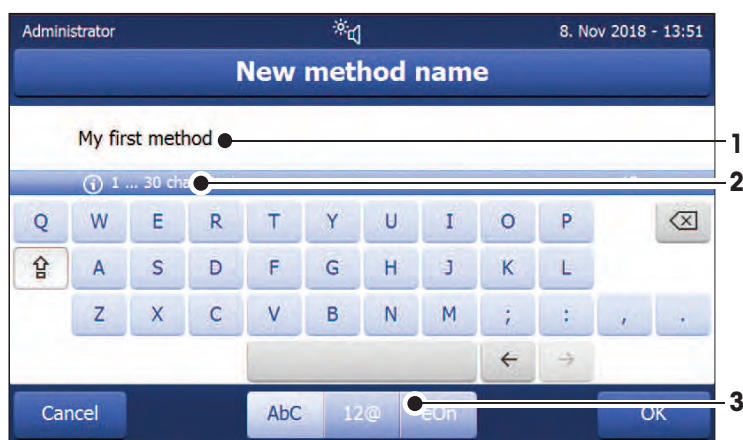 Administrator 8. Nov 2018 - 13:51
New method name
My first method
1
1 ... 30
2
Q W E R T Y U I O P
A S D F G H J K L
Z X C V B N M ; : , .
Cancel AbC 12@ OK
3